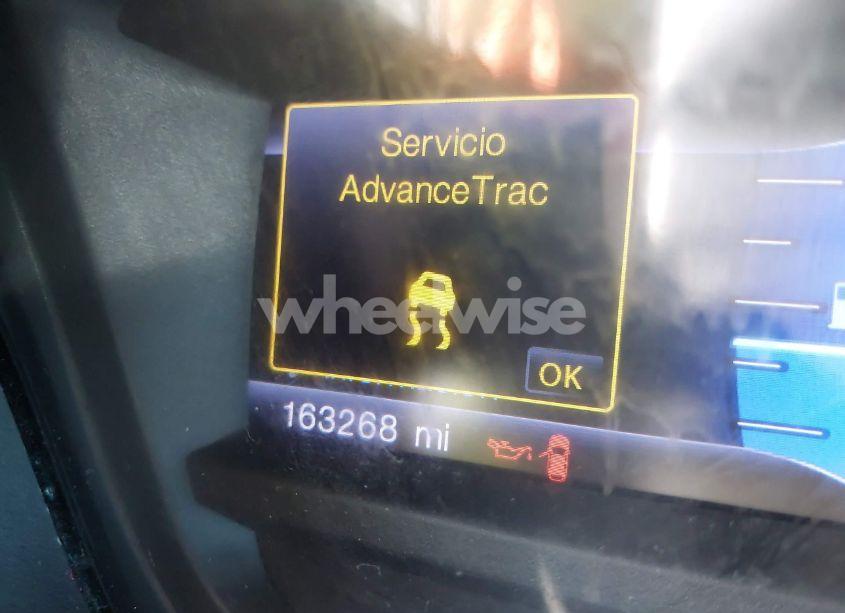 Servicio
AdvanceTrac
wheelwise
OK
163268 mi